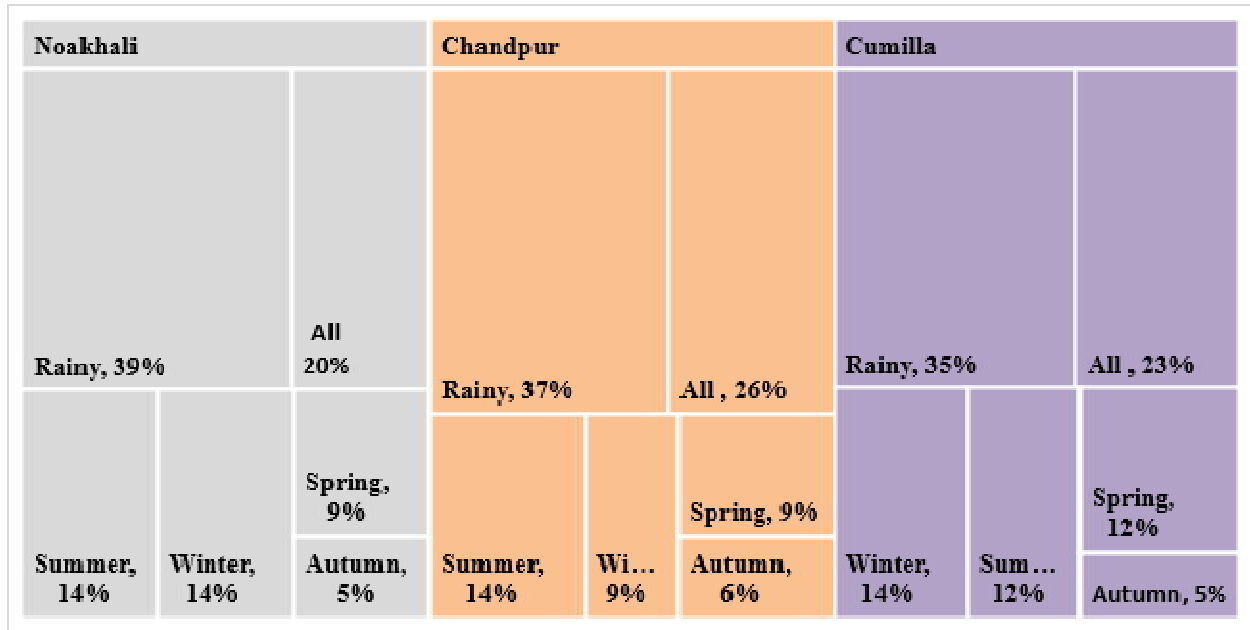 Noakhali
Rainy, 39%
All
20%
Summer,
14%
Winter,
14%
Spring,
9%
Autumn,
5%
Chandpur
Rainy, 37%
All , 26%
Summer,
14%
Wi...
9%
Spring, 9%
Autumn,
6%
Cumilla
Rainy, 35%
All , 23%
Winter,
14%
Sum...
12%
Spring,
12%
Autumn, 5%